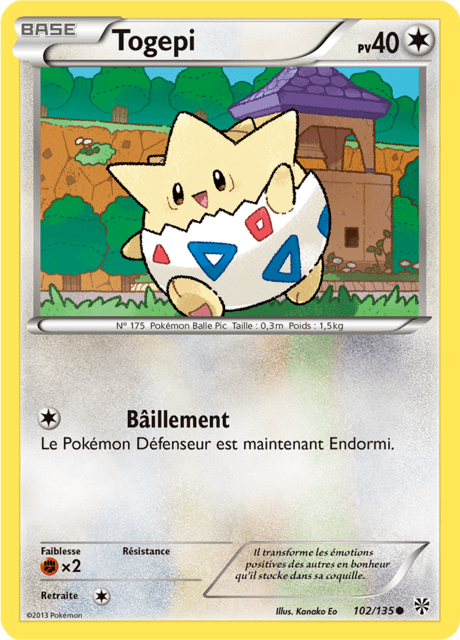 BASE
Togepi
PV40
N° 175 Pokémon Balle Pic Taille : 0,3m Poids : 1,5kg
Bâillement
Le Pokémon Défenseur est maintenant Endormi.
Faiblesse
Résistance
×2
Il transforme les émotions
positives des autres en bonheur
qu'il stocke dans sa coquille.
Retraite
©2013 Pokémon
Illus. Kanako Eo
102/135